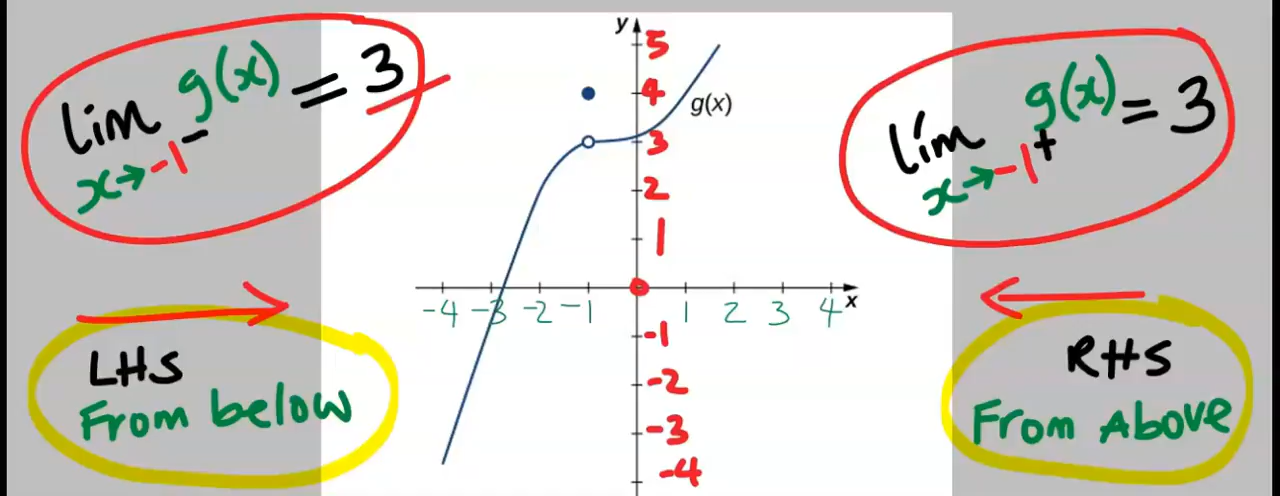 lim g(x) = 3
x→-1⁻
LHS
From below
y
5
4
3
2
1
g(x)
-4 -3 -2 -1 1 2 3 4 x
-1
-2
-3
-4
lim g(x) = 3
x→-1⁺
RHS
From Above